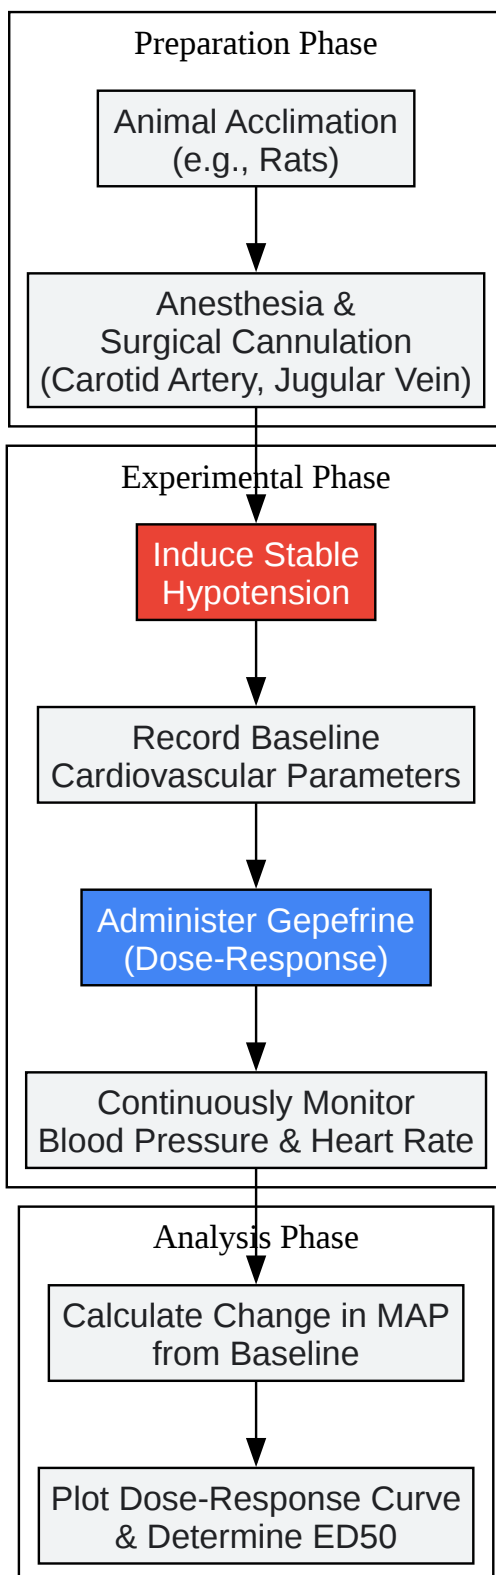 Preparation Phase
Animal Acclimation
(e.g., Rats)
Anesthesia &
Surgical Cannulation
(Carotid Artery, Jugular Vein)
Experimental Phase
Induce Stable
Hypotension
Record Baseline
Cardiovascular Parameters
Administer Gepefrine
(Dose-Response)
Continuously Monitor
Blood Pressure & Heart Rate
Analysis Phase
Calculate Change in MAP
from Baseline
Plot Dose-Response Curve
& Determine ED50